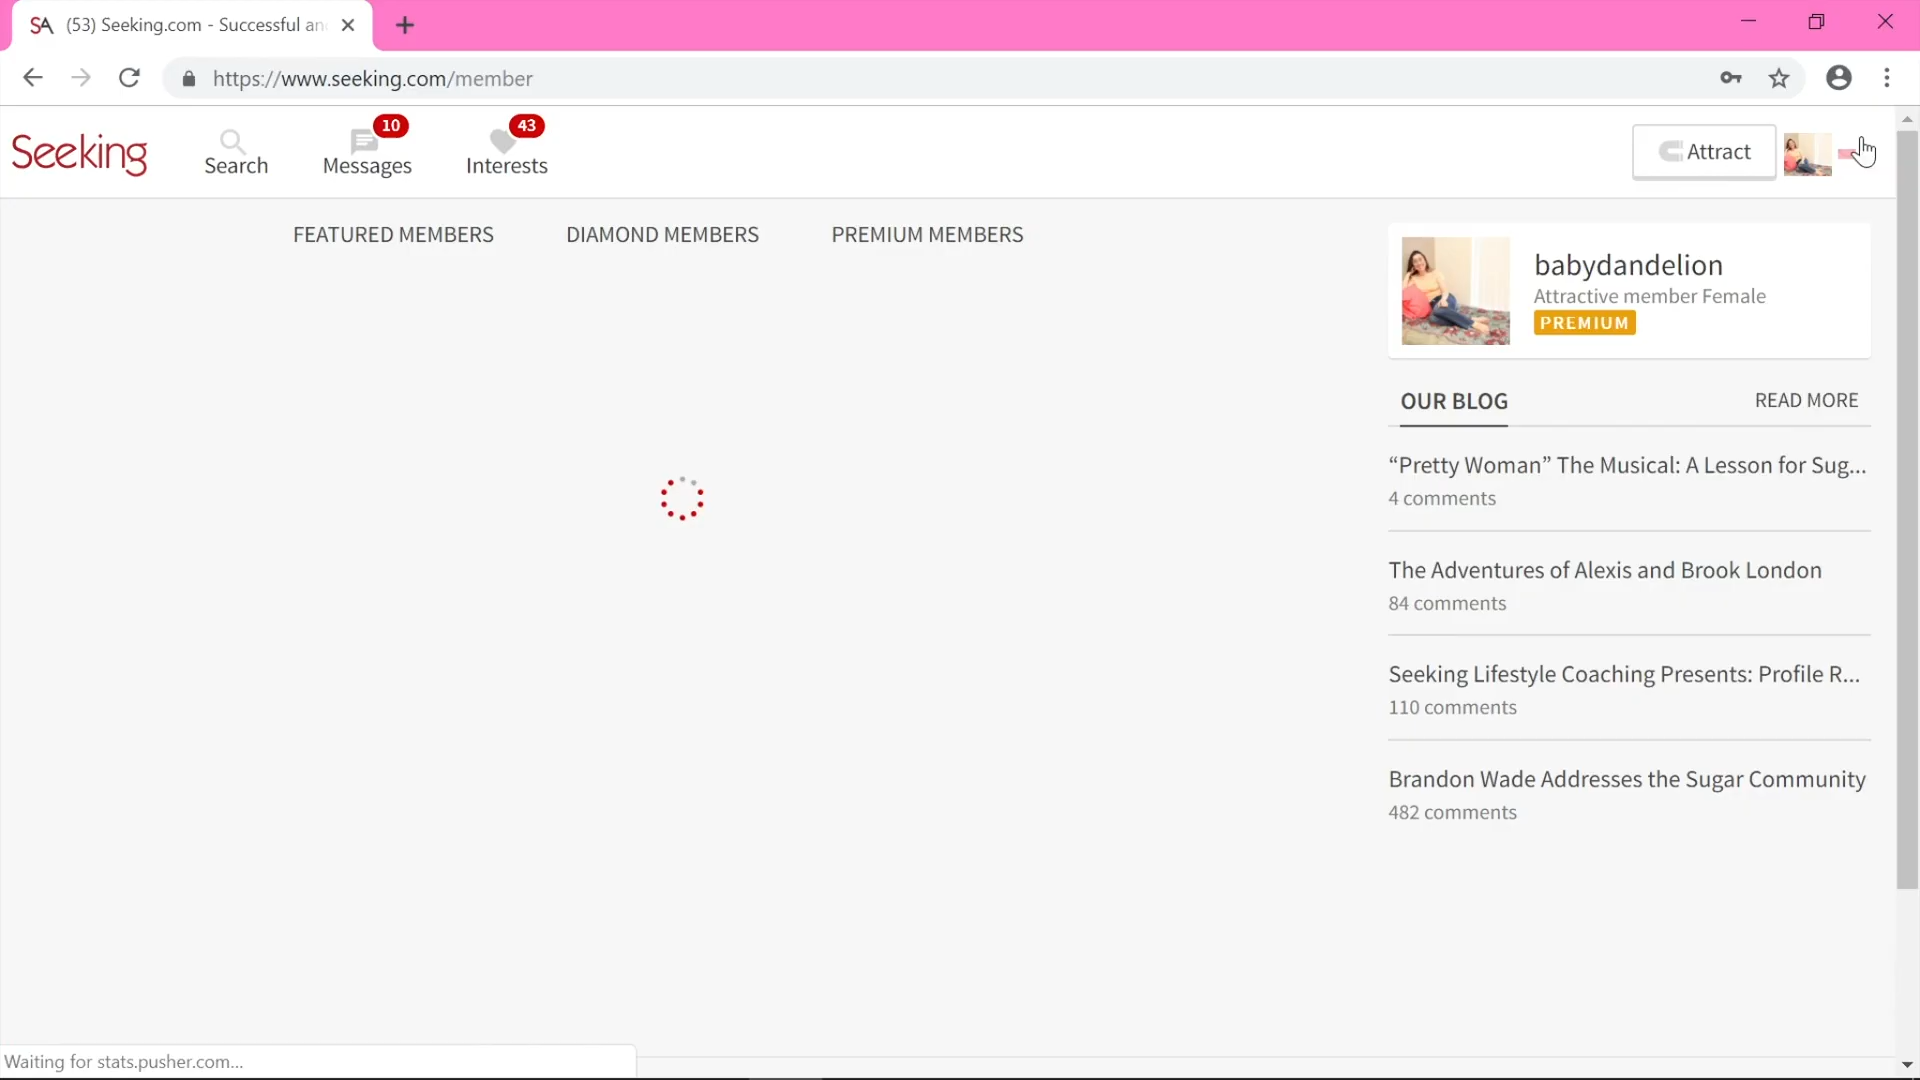 SA (53) Seeking.com - Successful an
https://www.seeking.com/member
Seeking
Search
Messages
10
Interests
43
Attract
FEATURED MEMBERS
DIAMOND MEMBERS
PREMIUM MEMBERS
babydandelion
Attractive member Female
PREMIUM
OUR BLOG
READ MORE
“Pretty Woman” The Musical: A Lesson for Sug...
4 comments
The Adventures of Alexis and Brook London
84 comments
Seeking Lifestyle Coaching Presents: Profile R...
110 comments
Brandon Wade Addresses the Sugar Community
482 comments
Waiting for stats.pusher.com...